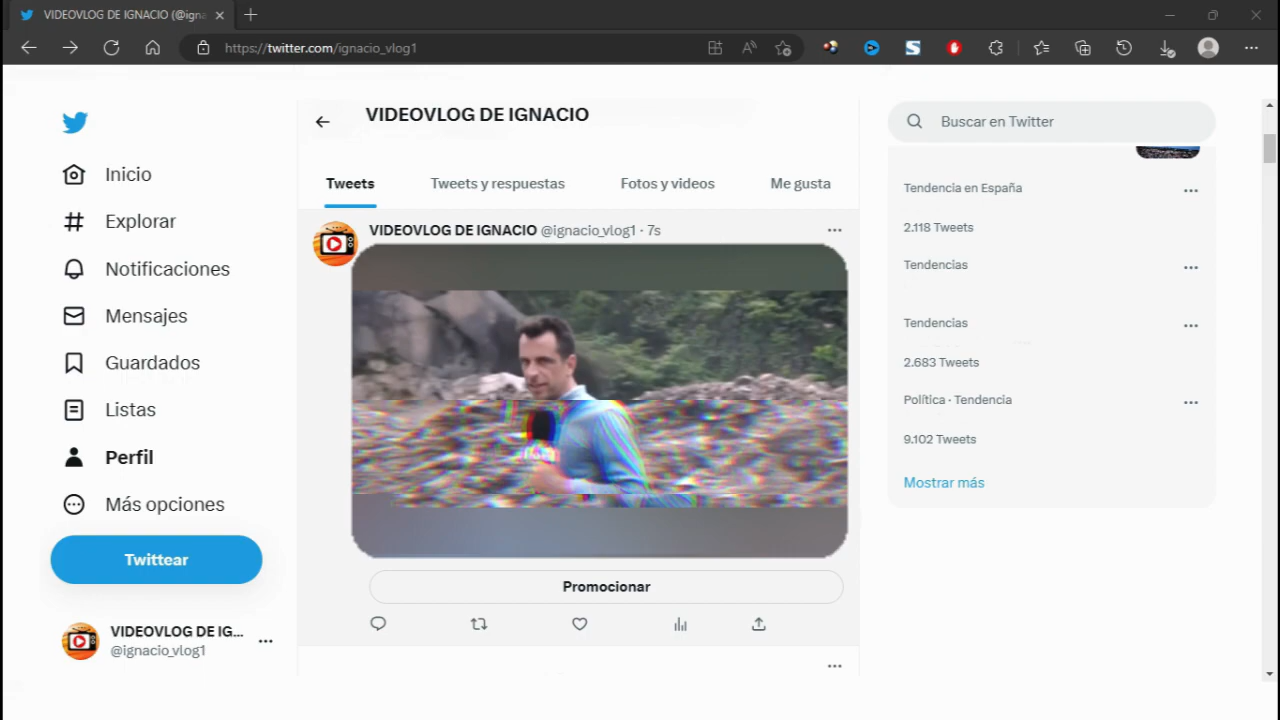 VIDEOVLOG DE IGNACIO (@igna
https://twitter.com/ignacio_vlog1
VIDEOVLOG DE IGNACIO
Buscar en Twitter
Inicio
Explorar
Notificaciones
Mensajes
Guardados
Listas
Perfil
Más opciones
Twittear
VIDEOVLOG DE IG...
@ignacio_vlog1
Tweets
Tweets y respuestas
Fotos y videos
Me gusta
VIDEOVLOG DE IGNACIO @ignacio_vlog1 · 7s
Promocionar
Tendencia en España
2.118 Tweets
Tendencias
Tendencias
2.683 Tweets
Política · Tendencia
9.102 Tweets
Mostrar más